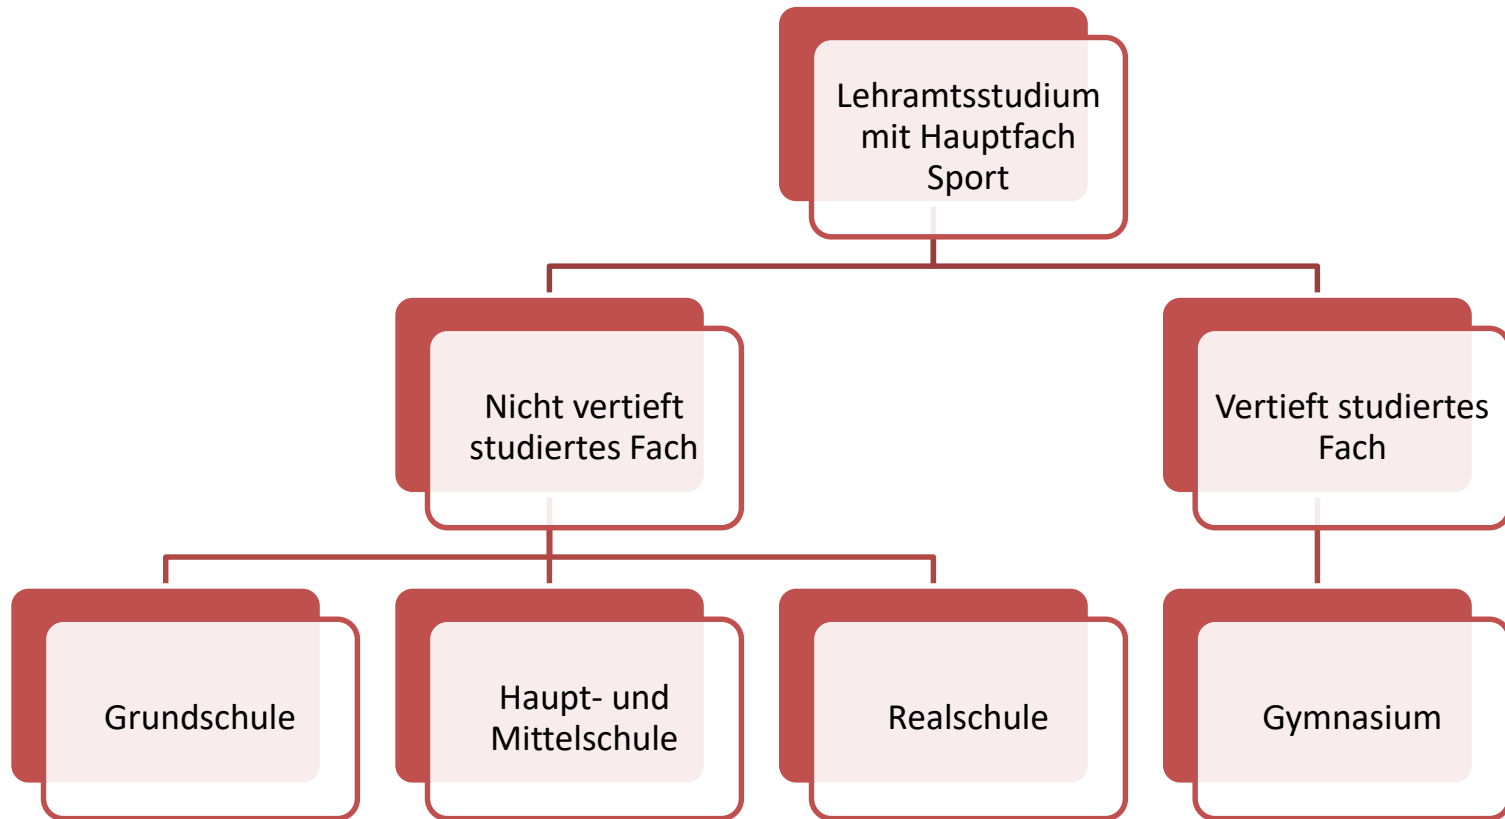 Lehramtsstudium
mit Hauptfach
Sport
Nicht vertieft
studiertes Fach
Vertieft studiertes
Fach
Grundschule
Haupt- und
Mittelschule
Realschule
Gymnasium